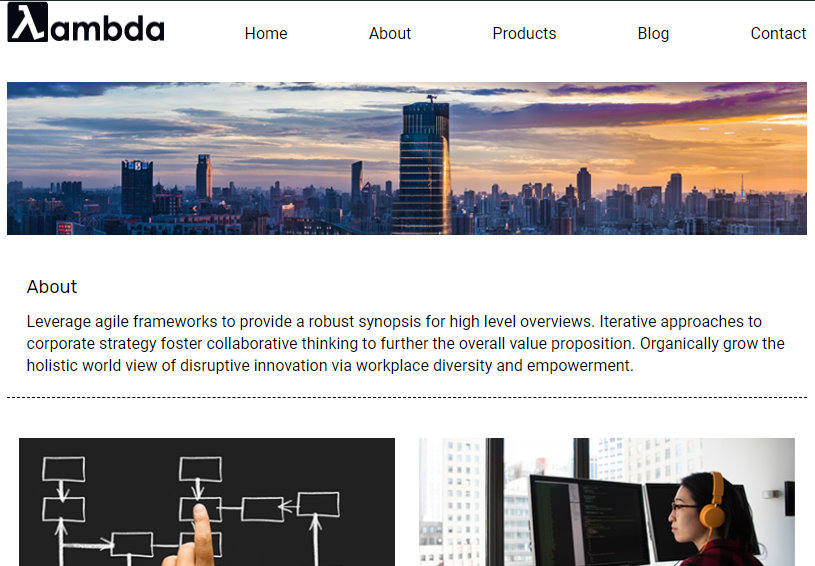 λambda
Home About Products Blog Contact
About
Leverage agile frameworks to provide a robust synopsis for high level overviews. Iterative approaches to
corporate strategy foster collaborative thinking to further the overall value proposition. Organically grow the
holistic world view of disruptive innovation via workplace diversity and empowerment.